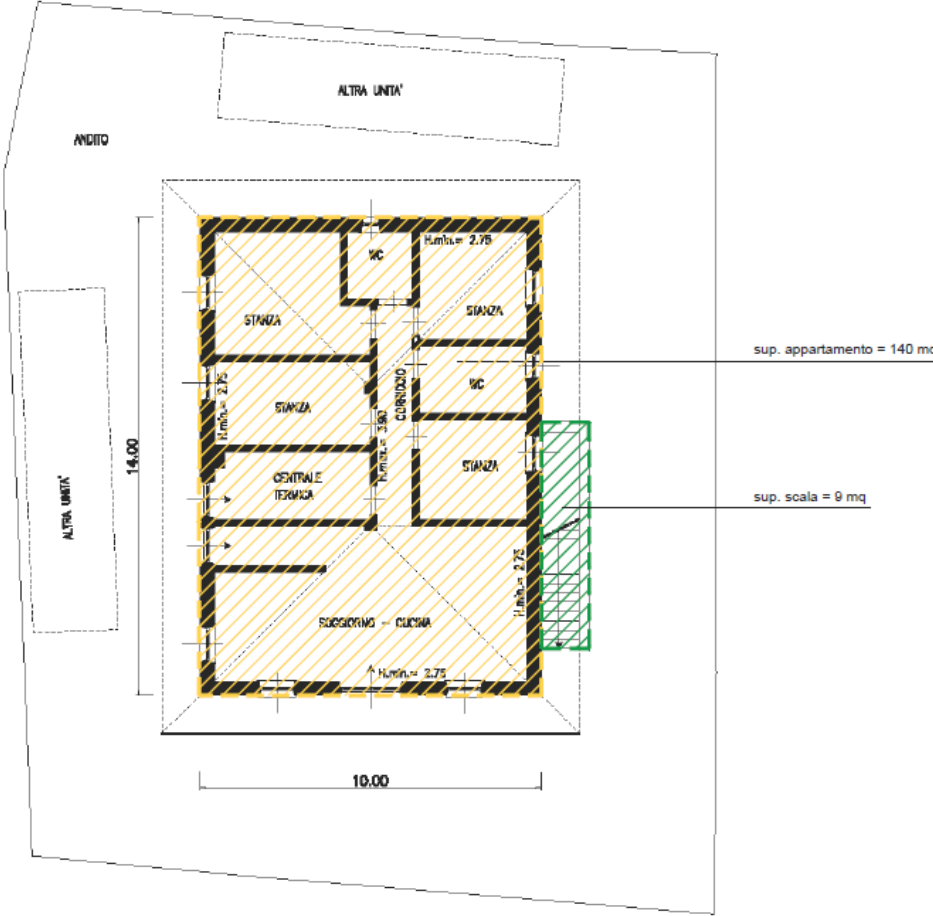 ALTRA UNITA'
ANDITO
WC
H.min.= 2.75
STANZA
STANZA
sup. appartamento = 140 mq
H.min.= 2.75
STANZA
WC
CORRIDOIO
H.min.= 3.90
14.00
STANZA
CENTRALE
TERMICA
ALTRA UNITA'
sup. scala = 9 mq
H.min.= 2.75
SOGGIORNO - CUCINA
H.min.= 2.75
10.00